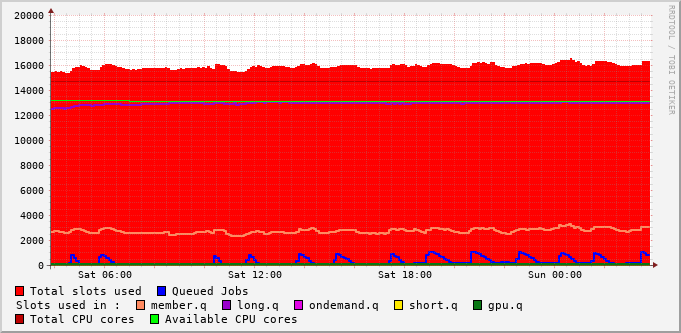 20000
18000
16000
14000
12000
10000
8000
6000
4000
2000
0
Sat 06:00 Sat 12:00 Sat 18:00 Sun 00:00
Total slots used Queued Jobs
Slots used in : member.q long.q ondemand.q short.q gpu.q
Total CPU cores Available CPU cores
RRDTOOL / TOBI OETIKER